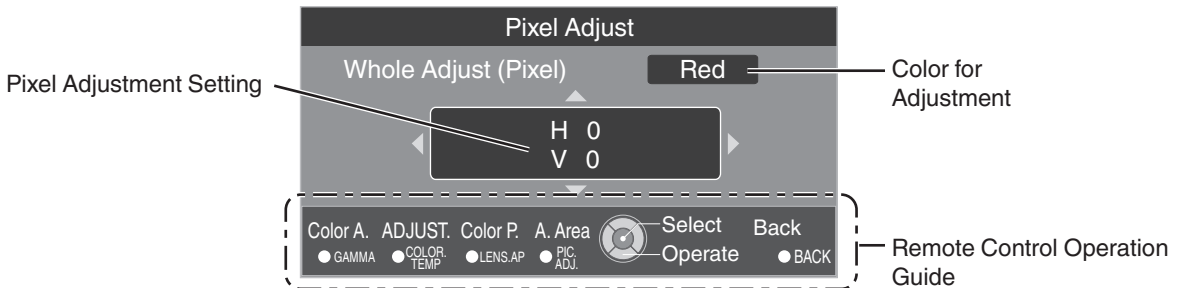 Pixel Adjust
Whole Adjust (Pixel)
Red
Pixel Adjustment Setting
Color for
Adjustment
H 0
V 0
Color A.
GAMMA
ADJUST.
COLOR.
TEMP
Color P.
LENS.AP
A. Area
PIC.
ADJ.
Select
Operate
Back
BACK
Remote Control Operation
Guide